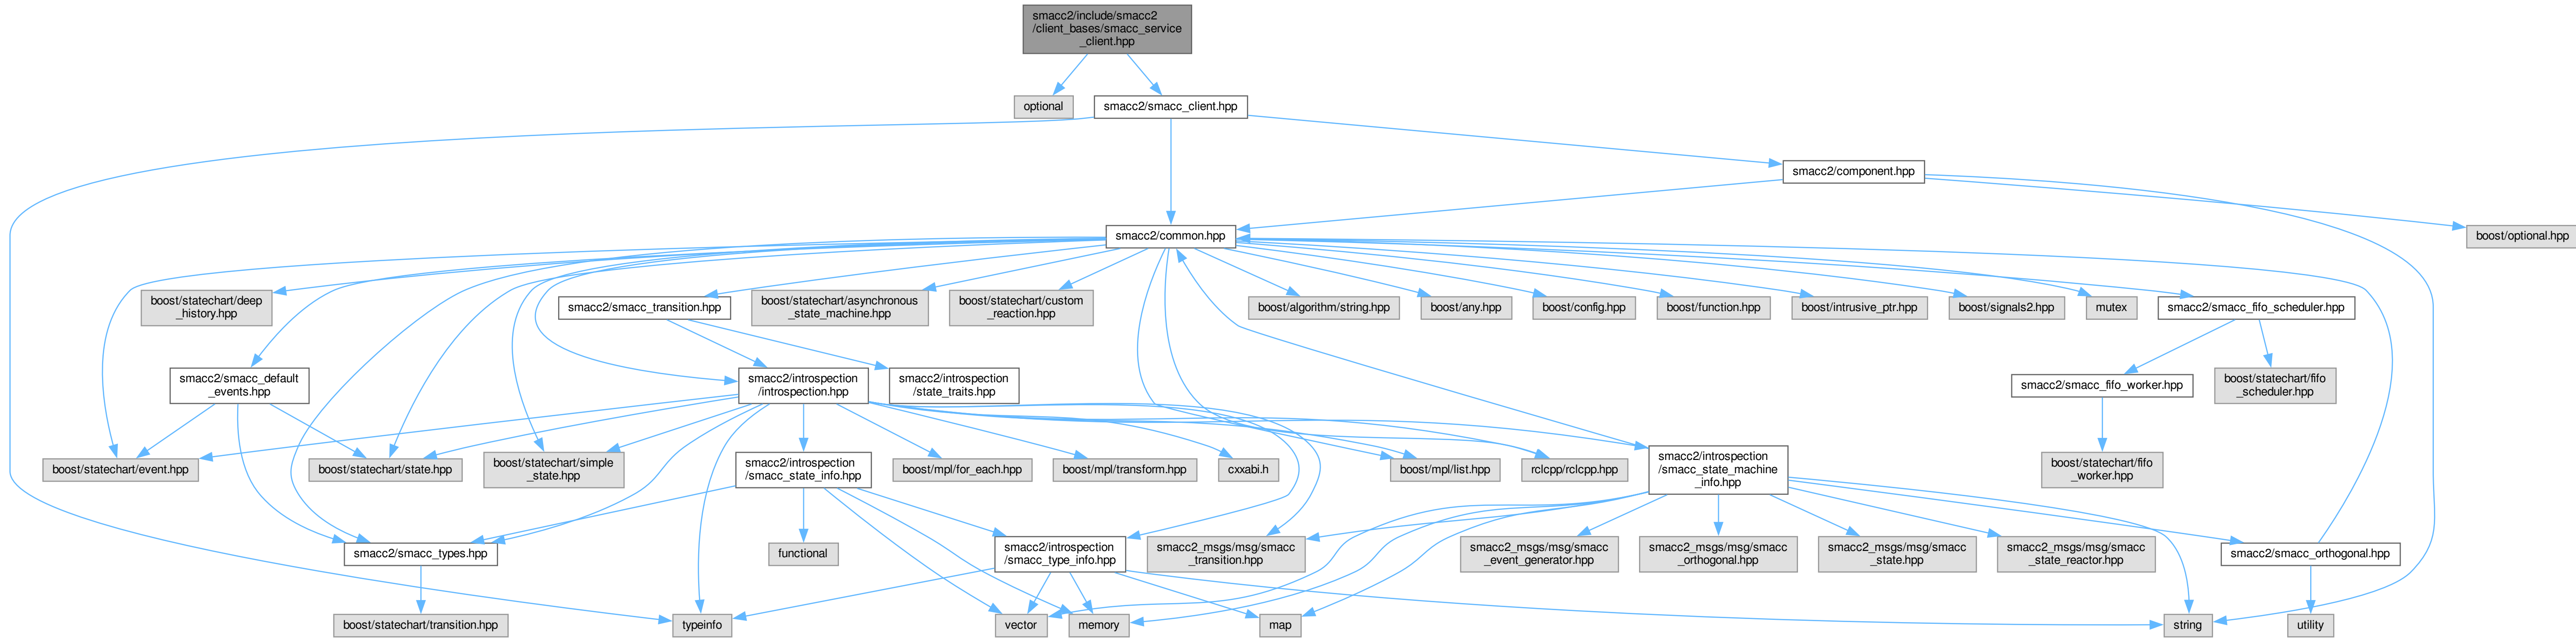 smacc2/include/smacc2
/client_bases/smacc_service
_client.hpp
optional
smacc2/smacc_client.hpp
smacc2/component.hpp
smacc2/common.hpp
boost/optional.hpp
boost/statechart/deep
_history.hpp
smacc2/smacc_transition.hpp
boost/statechart/asynchronous
_state_machine.hpp
boost/statechart/custom
_reaction.hpp
boost/algorithm/string.hpp
boost/any.hpp
boost/config.hpp
boost/function.hpp
boost/intrusive_ptr.hpp
boost/signals2.hpp
mutex
smacc2/smacc_fifo_scheduler.hpp
smacc2/smacc_default
_events.hpp
smacc2/introspection
/introspection.hpp
smacc2/introspection
/state_traits.hpp
smacc2/smacc_fifo_worker.hpp
boost/statechart/fifo
_scheduler.hpp
boost/statechart/event.hpp
boost/statechart/state.hpp
boost/statechart/simple
_state.hpp
smacc2/introspection
/smacc_state_info.hpp
boost/mpl/for_each.hpp
boost/mpl/transform.hpp
cxxabi.h
boost/mpl/list.hpp
rclcpp/rclcpp.hpp
smacc2/introspection
/smacc_state_machine
_info.hpp
boost/statechart/fifo
_worker.hpp
smacc2/smacc_types.hpp
functional
smacc2/introspection
/smacc_type_info.hpp
smacc2_msgs/msg/smacc
_transition.hpp
smacc2_msgs/msg/smacc
_event_generator.hpp
smacc2_msgs/msg/smacc
_orthogonal.hpp
smacc2_msgs/msg/smacc
_state.hpp
smacc2_msgs/msg/smacc
_state_reactor.hpp
smacc2/smacc_orthogonal.hpp
boost/statechart/transition.hpp
typeinfo
vector
memory
map
string
utility